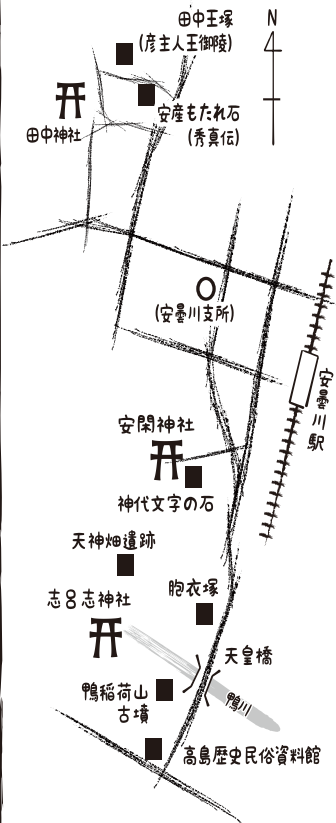 田中王塚
(彦主人王御陵)
N
安産もたれ石
(秀真伝)
田中神社
(安曇川支所)
安曇川駅
安閑神社
神代文字の石
天神畑遺跡
志呂志神社
胞衣塚
天皇橋
鴨川
鴨稲荷山
古墳
高島歴史民俗資料館